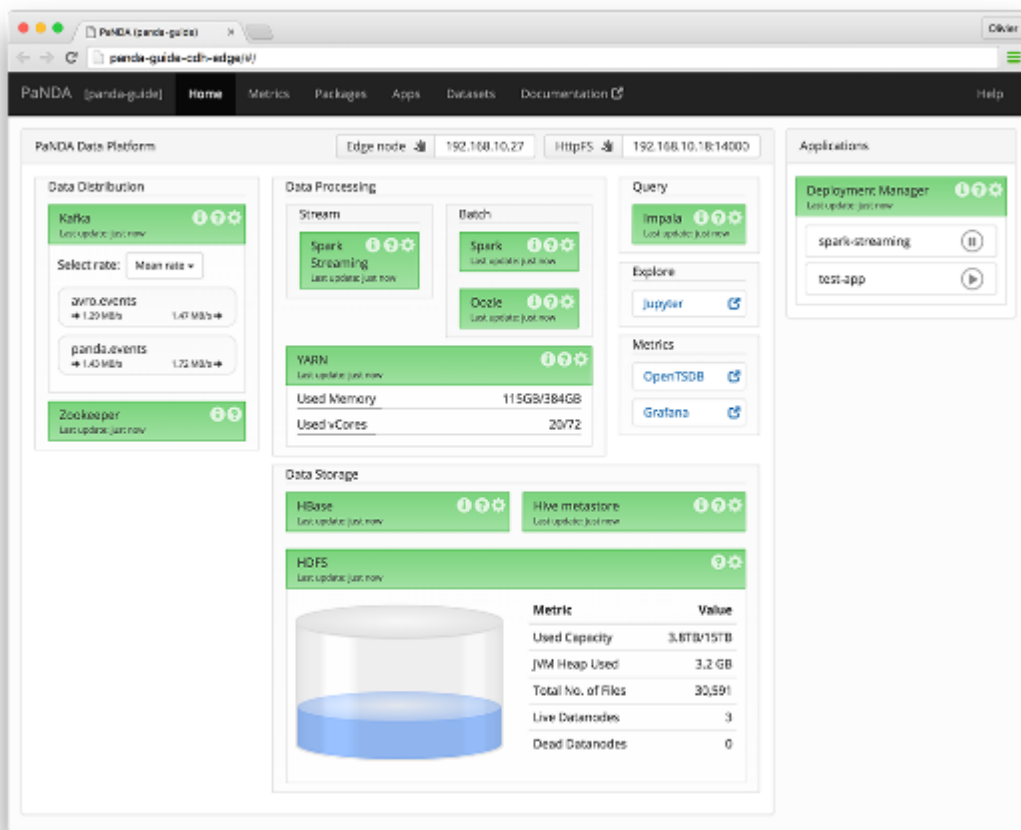 PaNDA (panda-guide)
Olivier
panda-guide-cdh-edge/#/
PaNDA [panda-guide] Home Metrics Packages Apps Datasets Documentation Help
PaNDA Data Platform
Edge node 192.168.10.27
HttpFS 192.168.10.18:14000
Data Distribution
Kafka
Last update: just now
Select rate: Mean rate
avro.events
1.29 MB/s 1.47 MB/s
panda.events
1.43 MB/s 1.72 MB/s
Zookeeper
Last update: just now
Data Processing
Stream
Spark Streaming
Last update: just now
Batch
Spark
Last update: just now
Oozie
Last update: just now
YARN
Last update: just now
Used Memory 115GB/384GB
Used vCores 20/72
Query
Impala
Last update: just now
Explore
Jupyter
Metrics
OpenTSDB
Grafana
Data Storage
HBase
Last update: just now
Hive metastore
Last update: just now
HDFS
Last update: just now
Metric Value
Used Capacity 3.8TB/15TB
JVM Heap Used 3.2 GB
Total No. of Files 30,591
Live Datanodes 3
Dead Datanodes 0
Applications
Deployment Manager
Last update: just now
spark-streaming
test-app